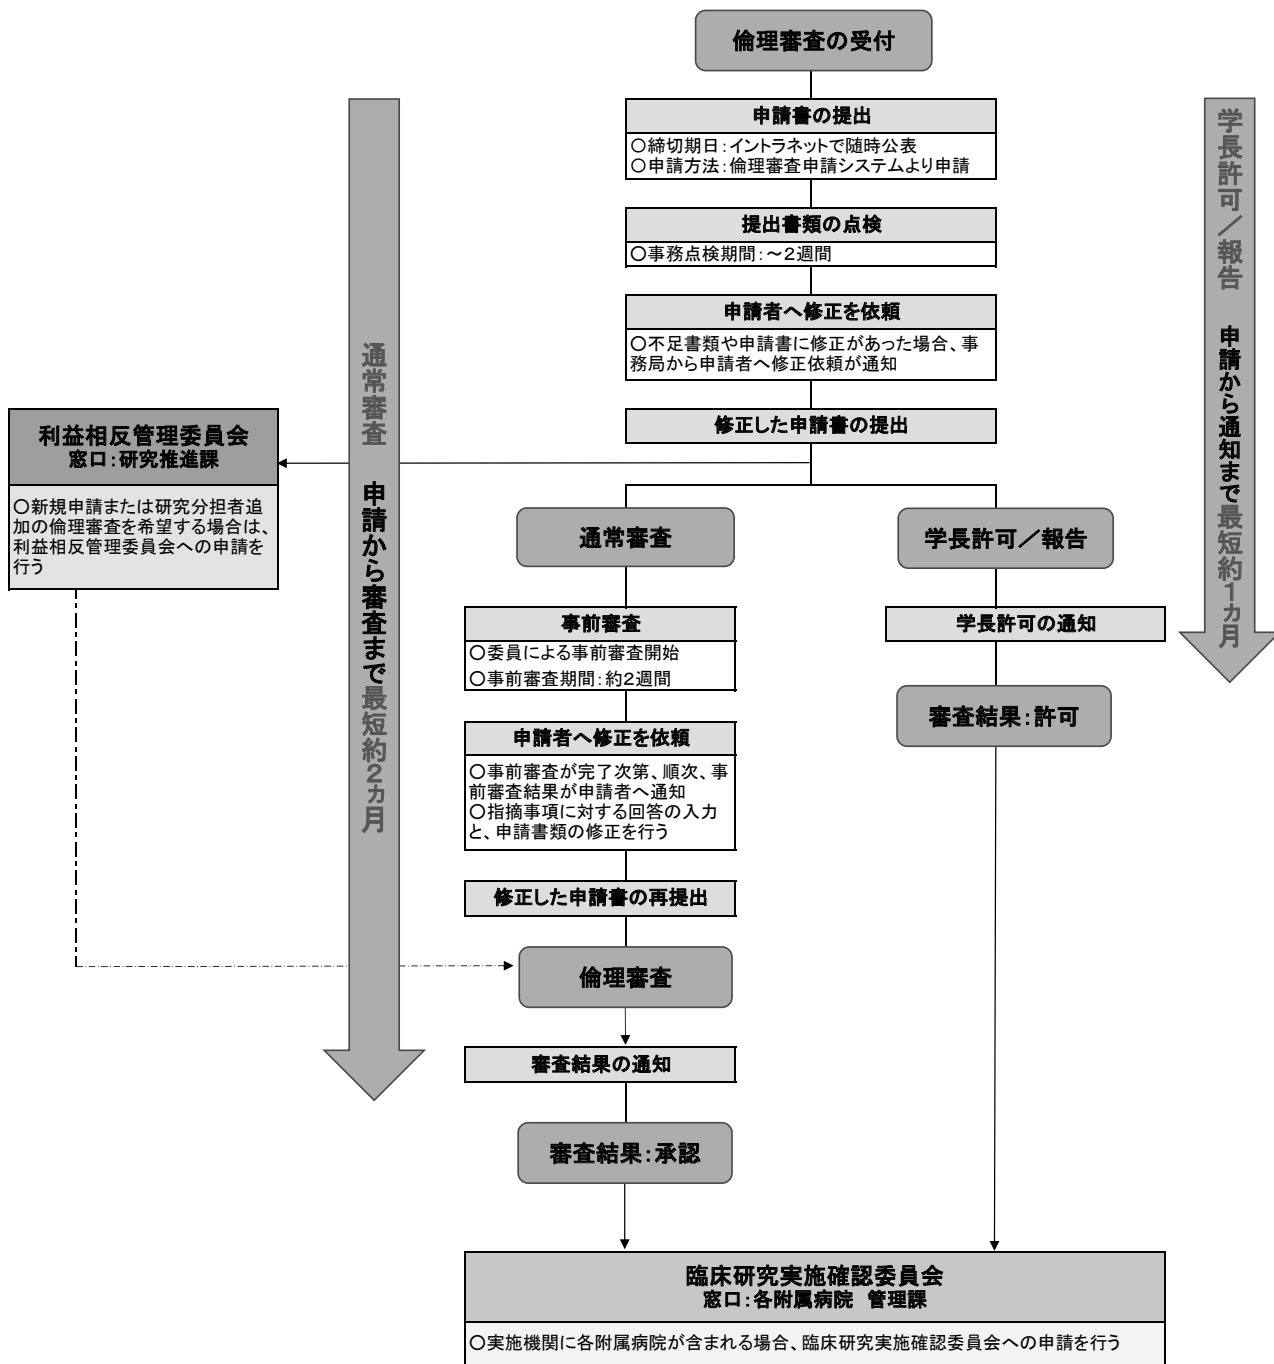 倫理審査の受付
申請書の提出
○締切期日：イントラネットで随時公表
○申請方法：倫理審査申請システムより申請
提出書類の点検
○事務点検期間：～2週間
申請者へ修正を依頼
○不足書類や申請書に修正があった場合、事
務局から申請者へ修正依頼が通知
修正した申請書の提出
利益相反管理委員会
窓口：研究推進課
○新規申請または研究分担者追
加の倫理審査を希望する場合は、
利益相反管理委員会への申請を
行う
通常審査　申請から審査まで最短約2カ月
学長許可／報告　申請から通知まで最短約1カ月
通常審査
事前審査
○委員による事前審査開始
○事前審査期間：約2週間
申請者へ修正を依頼
○事前審査が完了次第、順次、事
前審査結果が申請者へ通知
○指摘事項に対する回答の入力
と、申請書類の修正を行う
修正した申請書の再提出
倫理審査
審査結果の通知
審査結果：承認
学長許可／報告
学長許可の通知
審査結果：許可
臨床研究実施確認委員会
窓口：各附属病院　管理課
○実施機関に各附属病院が含まれる場合、臨床研究実施確認委員会への申請を行う